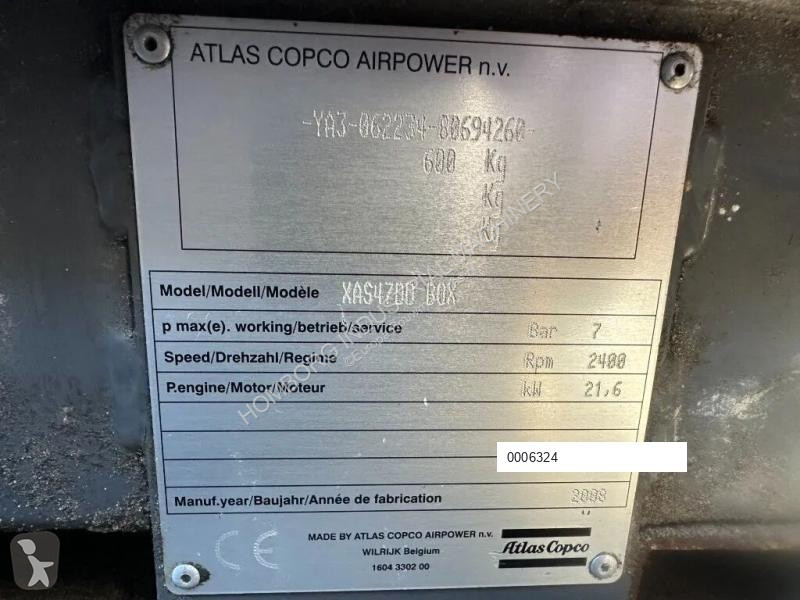 ATLAS COPCO AIRPOWER n.v.
-YA3-062234-80694260-
600 Kg
Kg
Model/Modell/Modèle XAS47DD BOX
p max(e). working/betrieb/service Bar 7
Speed/Drehzahl/Regime Rpm 2400
P.engine/Motor/Moteur kW 21,6
0006324
Manuf.year/Baujahr/Année de fabrication 2008
MADE BY ATLAS COPCO AIRPOWER n.v.
WILRIJK Belgium
1604 3302 00
CE
Atlas Copco